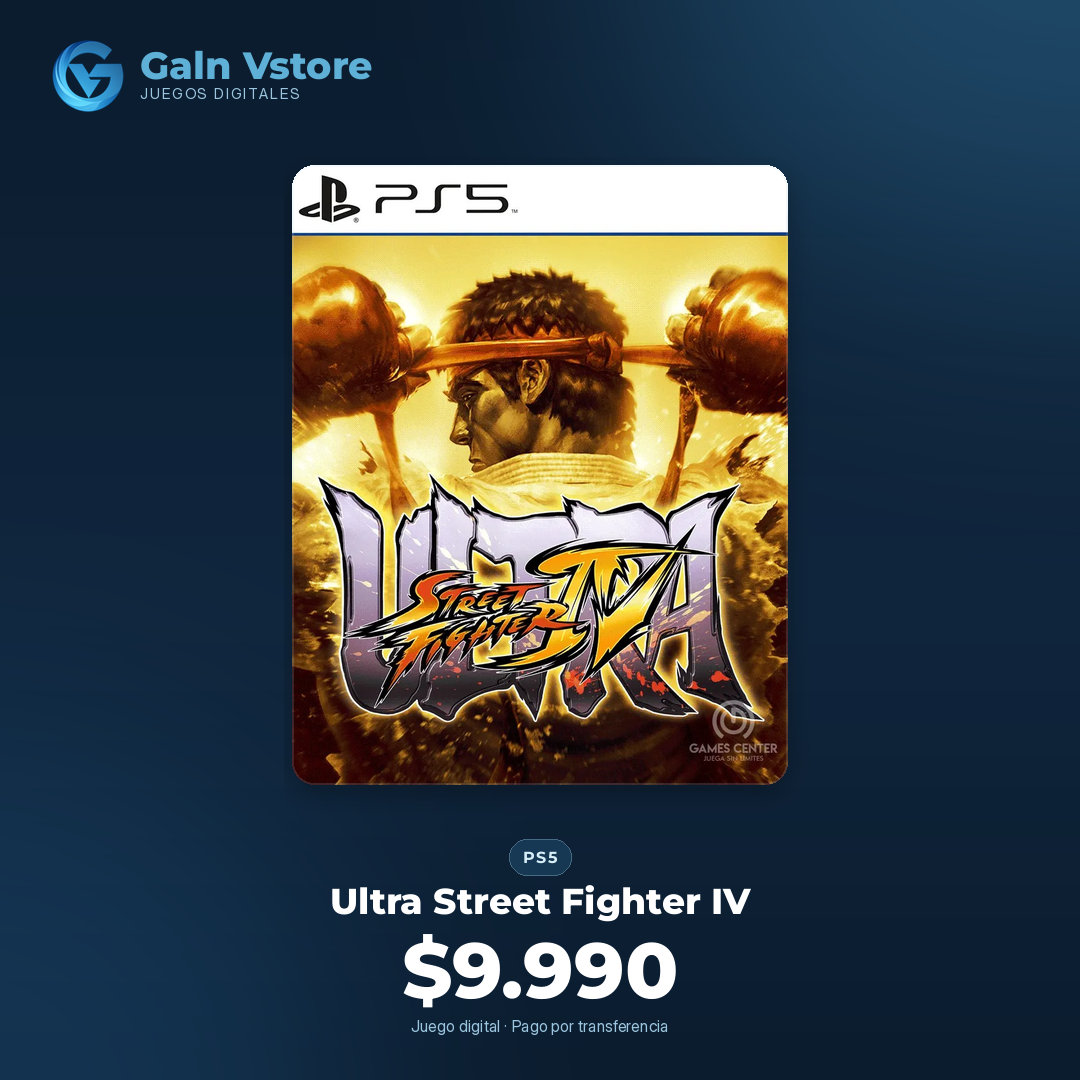 GaIn Vstore
JUEGOS DIGITALES
PS5
ULTRA
STREET
FIGHTER IV
GAMES CENTER
JUEGA SIN LIMITES
PS5
Ultra Street Fighter IV
$9.990
Juego digital · Pago por transferencia